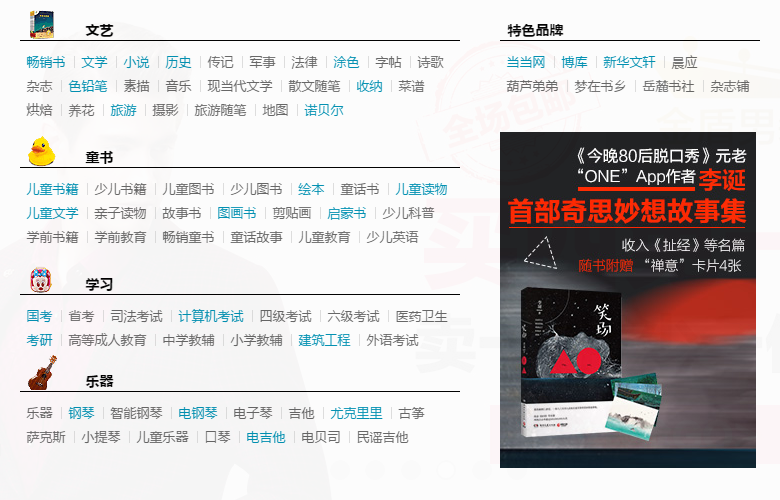 文艺
畅销书 文学 小说 历史 传记 军事 法律 涂色 字帖 诗歌
杂志 色铅笔 素描 音乐 现当代文学 散文随笔 收纳 菜谱
烘焙 养花 旅游 摄影 旅游随笔 地图 诺贝尔
童书
儿童书籍 少儿书籍 儿童图书 少儿图书 绘本 童话书 儿童读物
儿童文学 亲子读物 故事书 图画书 剪贴画 启蒙书 少儿科普
学前书籍 学前教育 畅销童书 童话故事 儿童教育 少儿英语
学习
国考 省考 司法考试 计算机考试 四级考试 六级考试 医药卫生
考研 高等成人教育 中学教辅 小学教辅 建筑工程 外语考试
乐器
乐器 钢琴 智能钢琴 电钢琴 电子琴 吉他 尤克里里 古筝
萨克斯 小提琴 儿童乐器 口琴 电吉他 电贝司 民谣吉他
特色品牌
当当网 博库 新华文轩 晨应
葫芦弟弟 梦在书乡 岳麓书社 杂志铺
《今晚80后脱口秀》元老
“ONE”App作者 李诞
首部奇思妙想故事集
收入《扯经》等名篇
随书附赠 “禅意”卡片4张
笑场
全场包邮